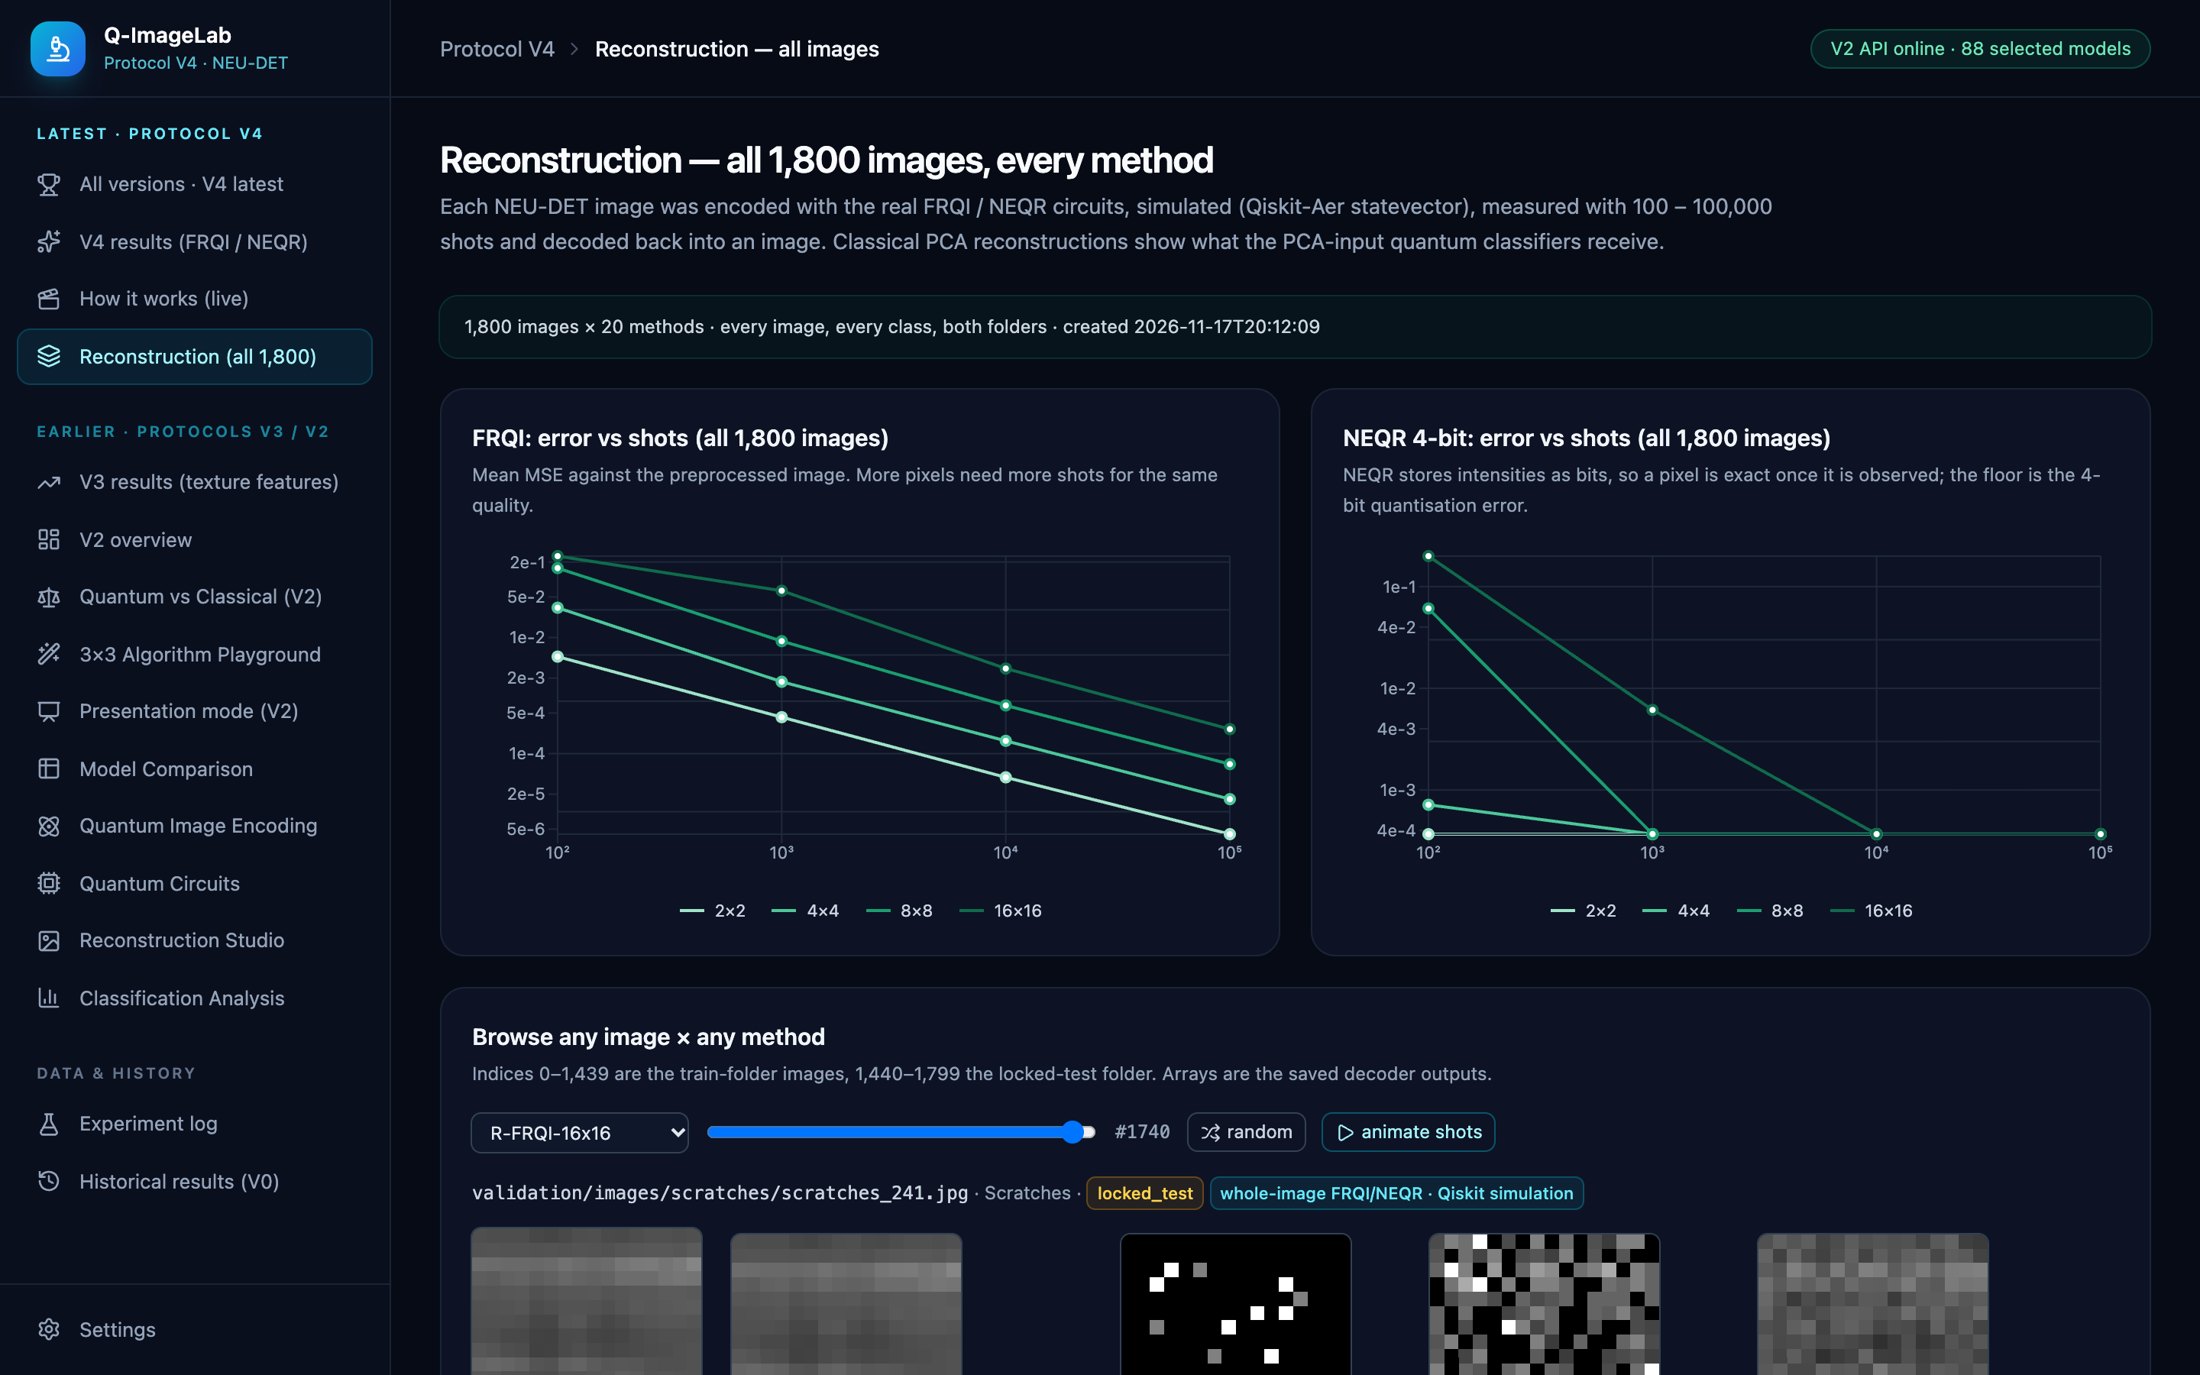 Q-ImageLab
Protocol V4 · NEU-DET
LATEST · PROTOCOL V4
All versions · V4 latest
V4 results (FRQI / NEQR)
How it works (live)
Reconstruction (all 1,800)
EARLIER · PROTOCOLS V3 / V2
V3 results (texture features)
V2 overview
Quantum vs Classical (V2)
3×3 Algorithm Playground
Presentation mode (V2)
Model Comparison
Quantum Image Encoding
Quantum Circuits
Reconstruction Studio
Classification Analysis
DATA & HISTORY
Experiment log
Historical results (V0)
Settings
Protocol V4 > Reconstruction — all images
V2 API online · 88 selected models
Reconstruction — all 1,800 images, every method
Each NEU-DET image was encoded with the real FRQI / NEQR circuits, simulated (Qiskit-Aer statevector), measured with 100 – 100,000
shots and decoded back into an image. Classical PCA reconstructions show what the PCA-input quantum classifiers receive.
1,800 images × 20 methods · every image, every class, both folders · created 2026-11-17T20:12:09
FRQI: error vs shots (all 1,800 images)
Mean MSE against the preprocessed image. More pixels need more shots for the same
quality.
2e-1
5e-2
1e-2
2e-3
5e-4
1e-4
2e-5
5e-6
10² 10³ 10⁴ 10⁵
2×2 4×4 8×8 16×16
NEQR 4-bit: error vs shots (all 1,800 images)
NEQR stores intensities as bits, so a pixel is exact once it is observed; the floor is the 4-
bit quantisation error.
1e-1
4e-2
1e-2
4e-3
1e-3
4e-4
10² 10³ 10⁴ 10⁵
2×2 4×4 8×8 16×16
Browse any image × any method
Indices 0–1,439 are the train-folder images, 1,440–1,799 the locked-test folder. Arrays are the saved decoder outputs.
R-FRQI-16x16 #1740 random animate shots
validation/images/scratches/scratches_241.jpg · Scratches · locked_test whole-image FRQI/NEQR · Qiskit simulation